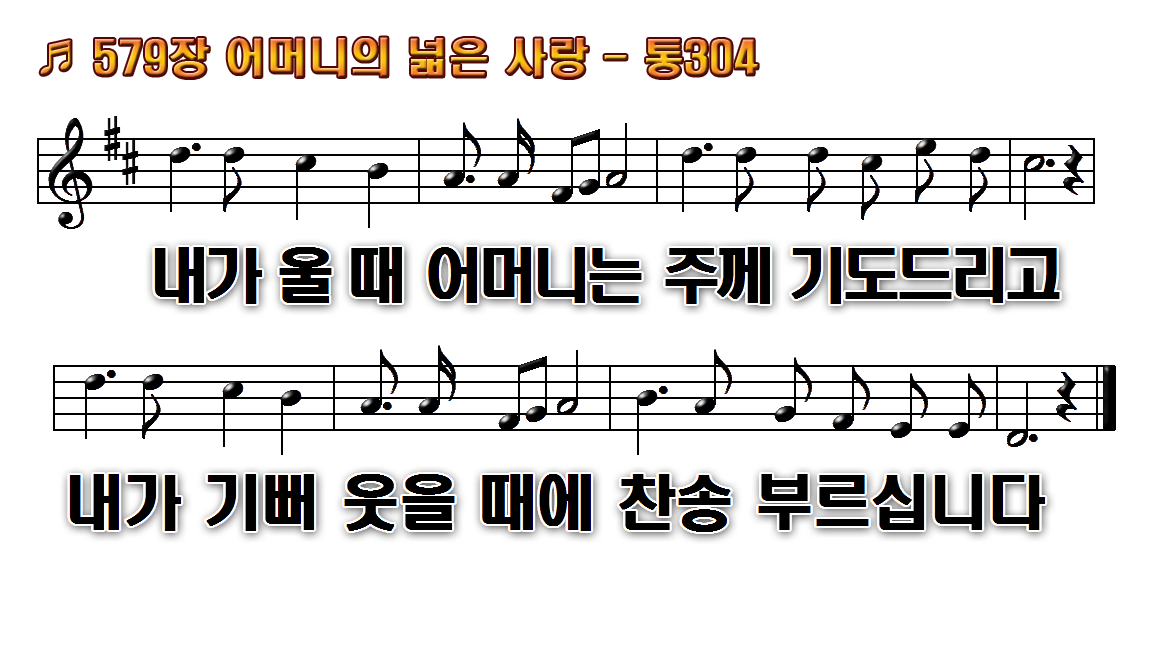 ♬ 579장 어머니의 넓은 사랑 - 통304
내가 울 때 어머니는 주께 기도드리고
내가 기뻐 웃을 때에 찬송 부르십니다